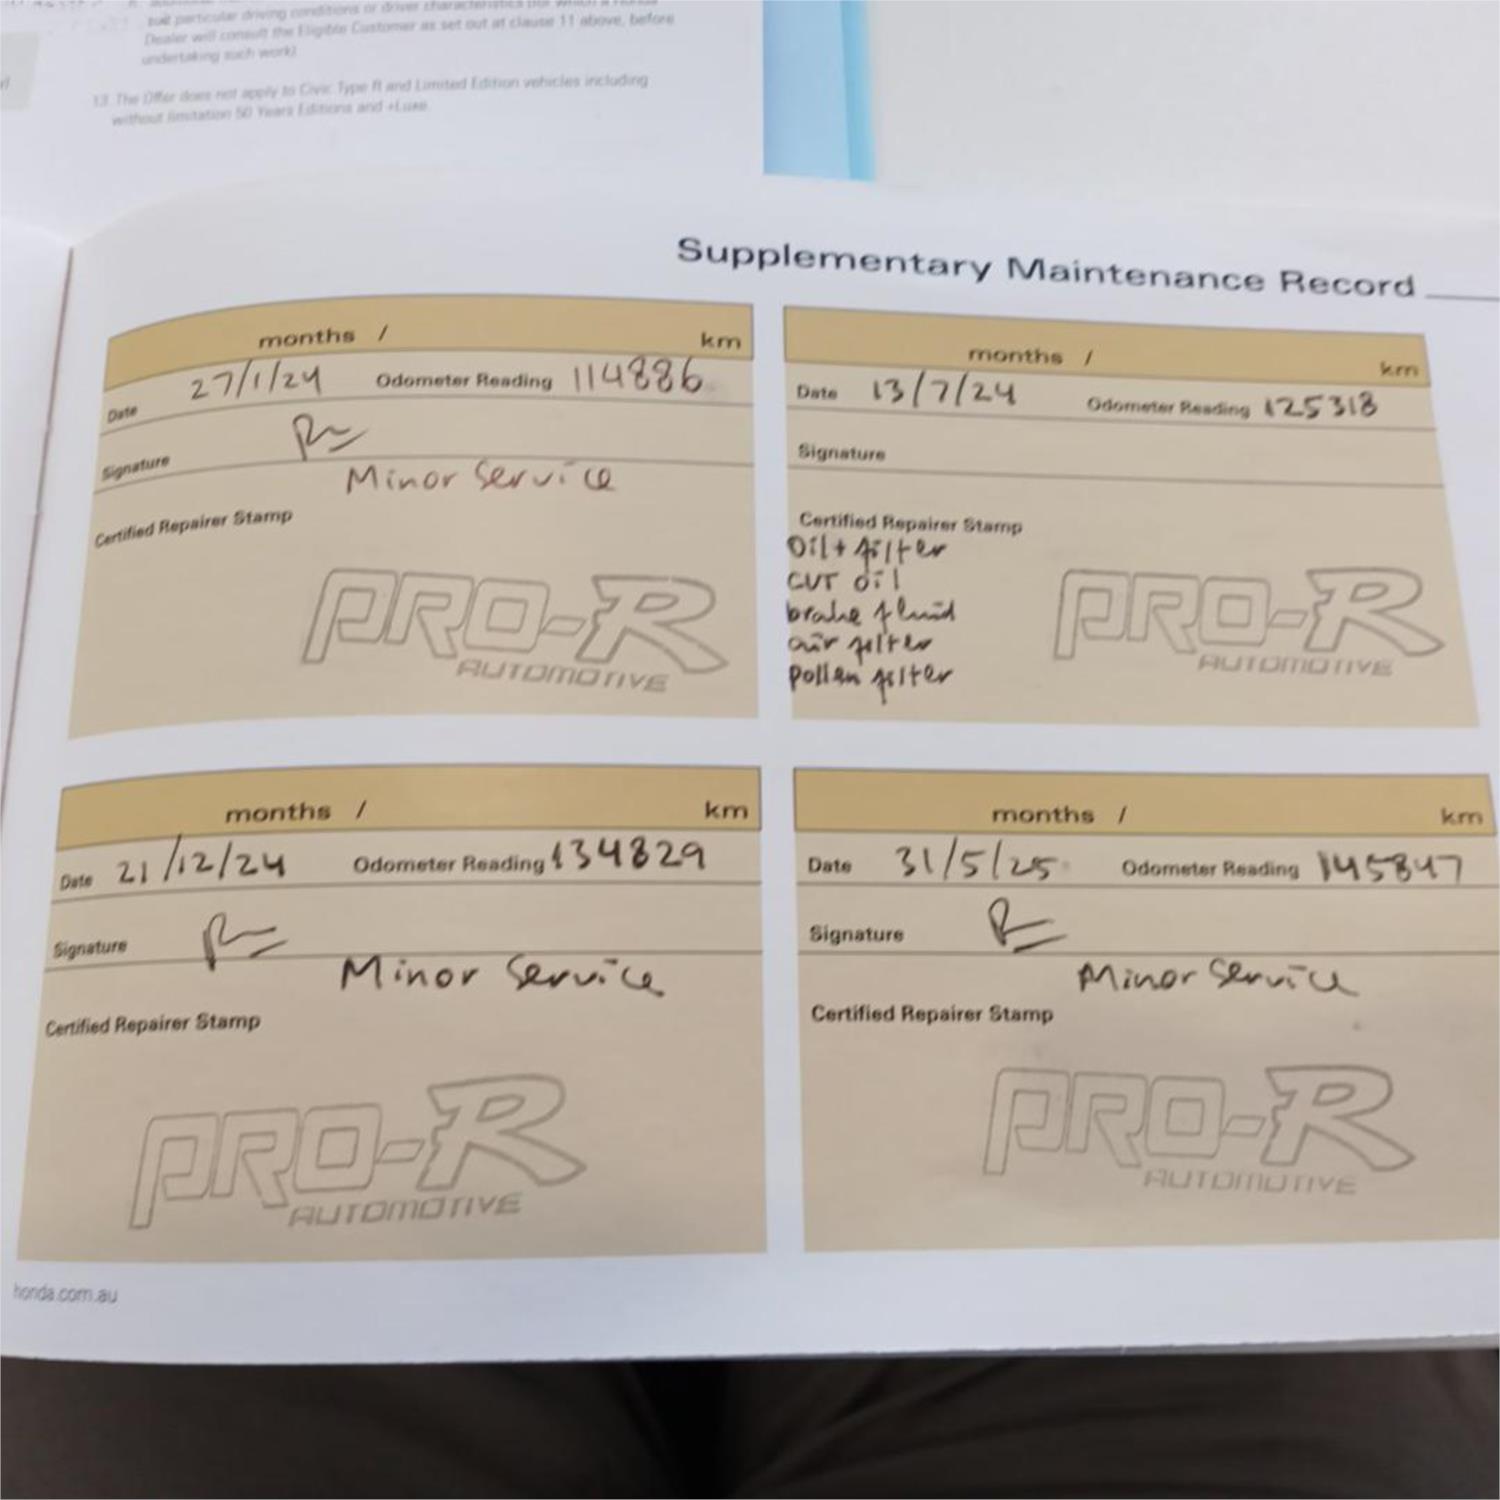 suit particular driving conditions or driver characteristics (for which a Honda
Dealer will consult the Eligible Customer as set out at clause 11 above, before
undertaking such work).
13. The Offer does not apply to Civic Type R and Limited Edition vehicles including
without limitation 50 Years Editions and +Luxe.
Supplementary Maintenance Record
months / km
Date 27/1/24 Odometer Reading 114886
Signature
Minor Service
Certified Repairer Stamp
PRO-R
AUTOMOTIVE
months / km
Date 13/7/24 Odometer Reading 125318
Signature
Certified Repairer Stamp
Oil + filter
CVT oil
brake fluid
air filter
pollen filter
PRO-R
AUTOMOTIVE
months / km
Date 21/12/24 Odometer Reading 134829
Signature
Minor Service
Certified Repairer Stamp
PRO-R
AUTOMOTIVE
months / km
Date 31/5/25 Odometer Reading 145847
Signature
Minor Service
Certified Repairer Stamp
PRO-R
AUTOMOTIVE
honda.com.au